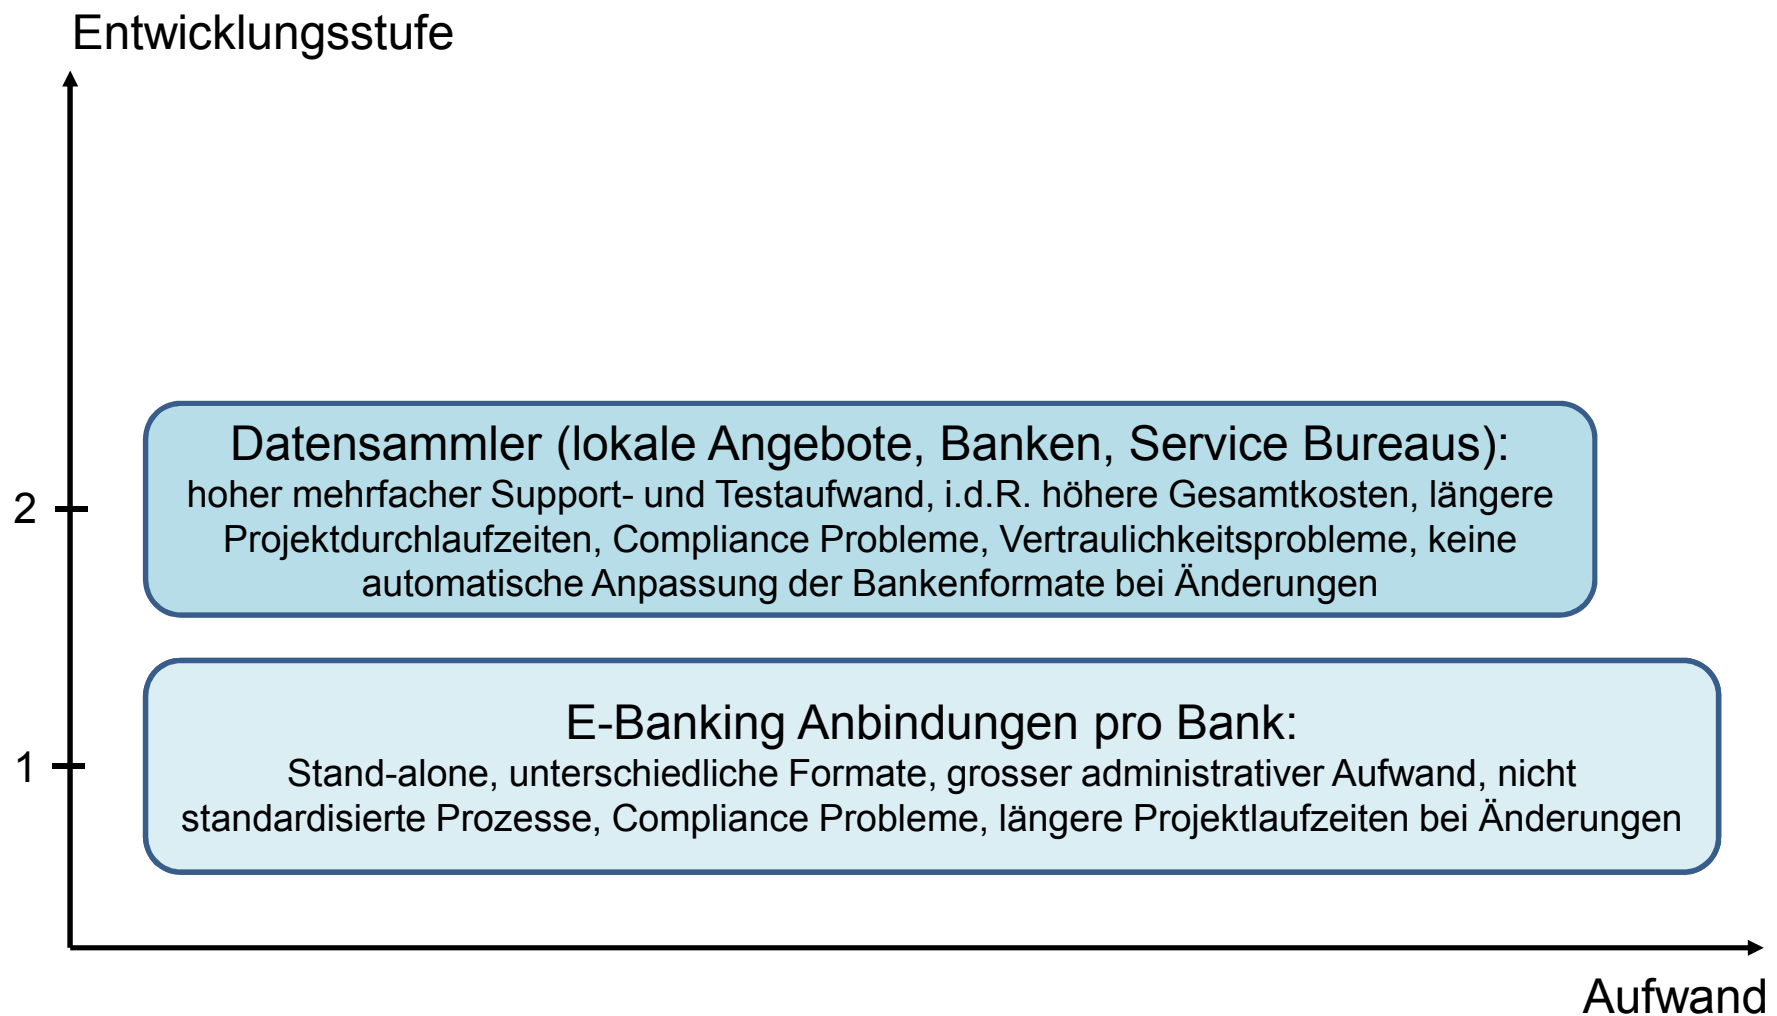 Entwicklungsstufe
Datensammler (lokale Angebote, Banken, Service Bureaus):
hoher mehrfacher Support- und Testaufwand, i.d.R. höhere Gesamtkosten, längere
Projektdurchlaufzeiten, Compliance Probleme, Vertraulichkeitsprobleme, keine
automatische Anpassung der Bankenformate bei Änderungen
2
E-Banking Anbindungen pro Bank:
Stand-alone, unterschiedliche Formate, grosser administrativer Aufwand, nicht
standardisierte Prozesse, Compliance Probleme, längere Projektlaufzeiten bei Änderungen
1
Aufwand